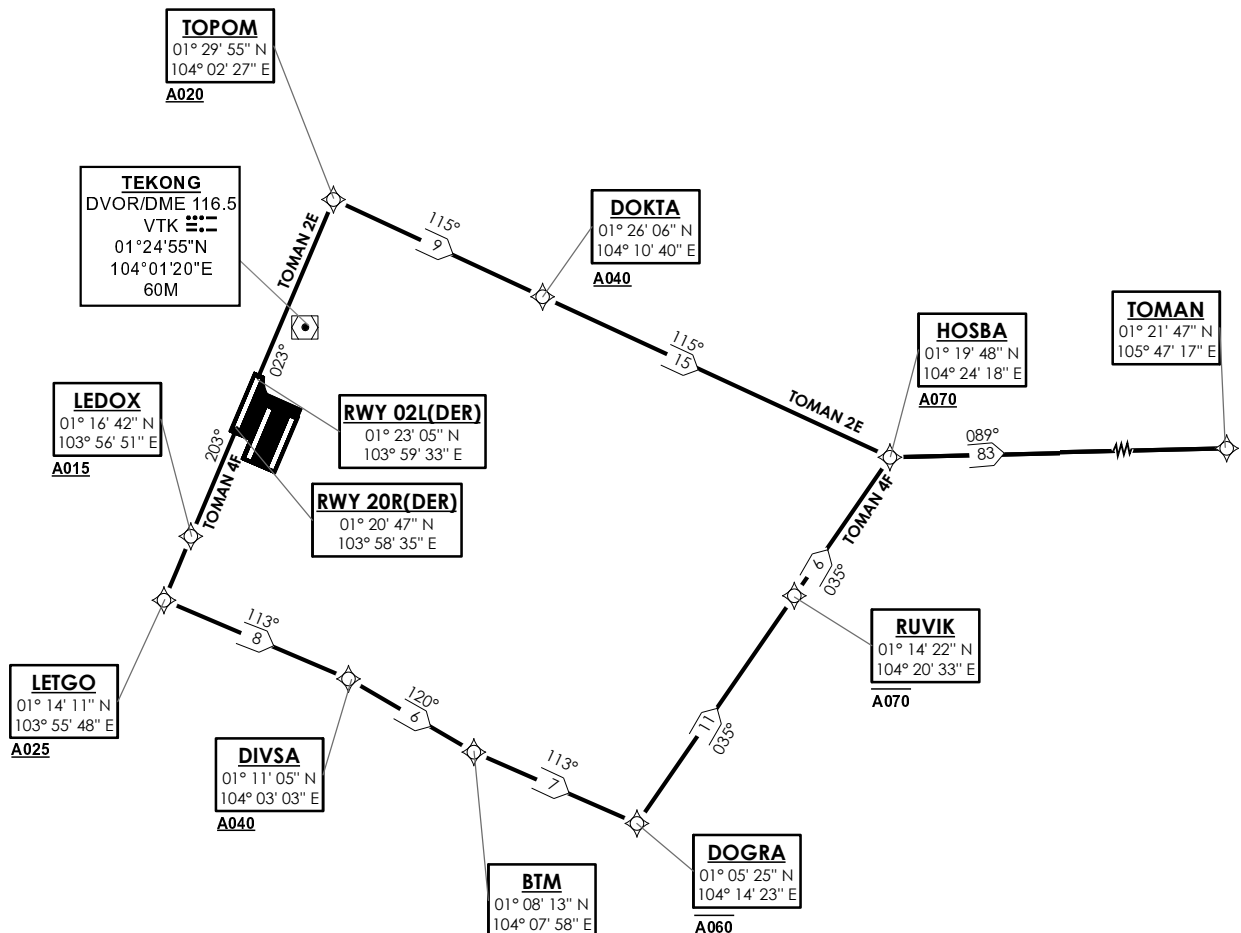 TOPOM
01° 29' 55" N
104° 02' 27" E
A020
TEKONG
DVOR/DME 116.5
VTK
01°24'55"N
104°01'20"E
60M
TOMAN 2E
115°
9
DOKTA
01° 26' 06" N
104° 10' 40" E
A040
115°
15
TOMAN 2E
HOSBA
01° 19' 48" N
104° 24' 18" E
A070
TOMAN
01° 21' 47" N
105° 47' 17" E
089°
83
023°
LEDOX
01° 16' 42" N
103° 56' 51" E
A015
203°
TOMAN 4F
RWY 02L(DER)
01° 23' 05" N
103° 59' 33" E
RWY 20R(DER)
01° 20' 47" N
103° 58' 35" E
TOMAN 4F
6
035°
RUVIK
01° 14' 22" N
104° 20' 33" E
A070
LETGO
01° 14' 11" N
103° 55' 48" E
A025
113°
8
DIVSA
01° 11' 05" N
104° 03' 03" E
A040
120°
6
113°
7
11
035°
BTM
01° 08' 13" N
104° 07' 58" E
DOGRA
01° 05' 25" N
104° 14' 23" E
A060